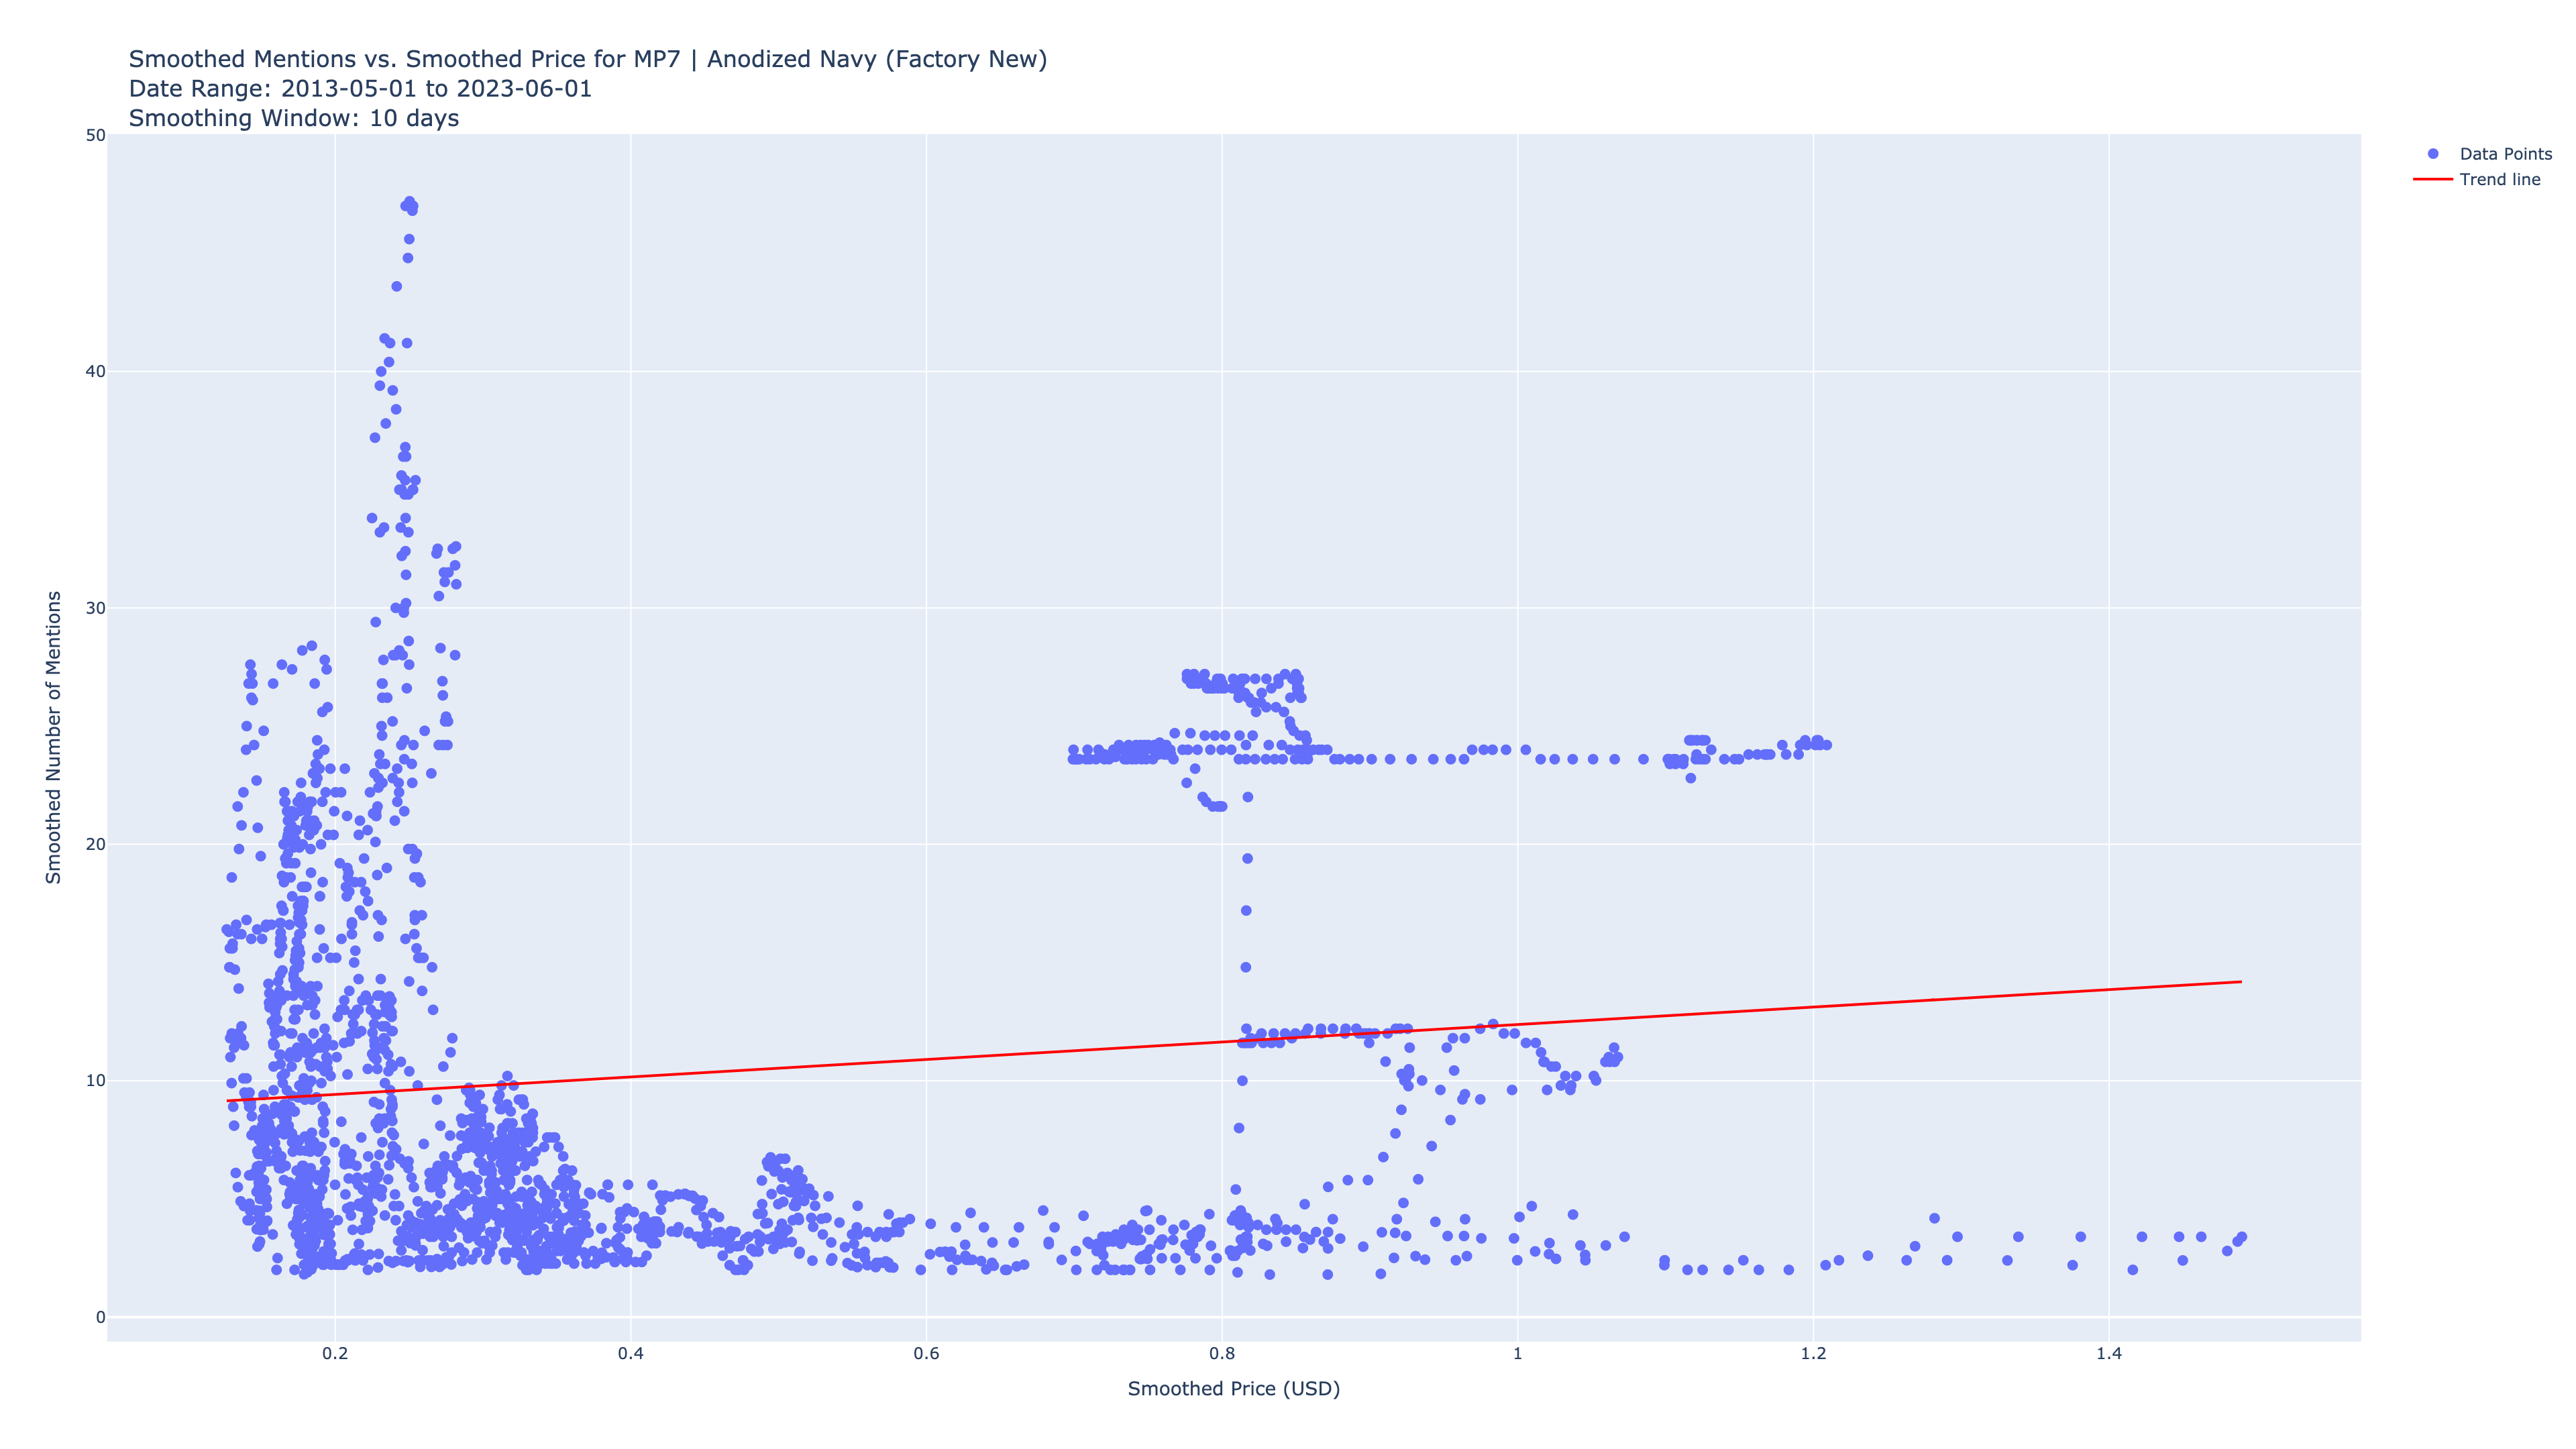 Smoothed Mentions vs. Smoothed Price for MP7 | Anodized Navy (Factory New)
Date Range: 2013-05-01 to 2023-06-01
Smoothing Window: 10 days
Data Points
Trend line
50
40
30
20
10
0
Smoothed Number of Mentions
0.2
0.4
0.6
0.8
1
1.2
1.4
Smoothed Price (USD)